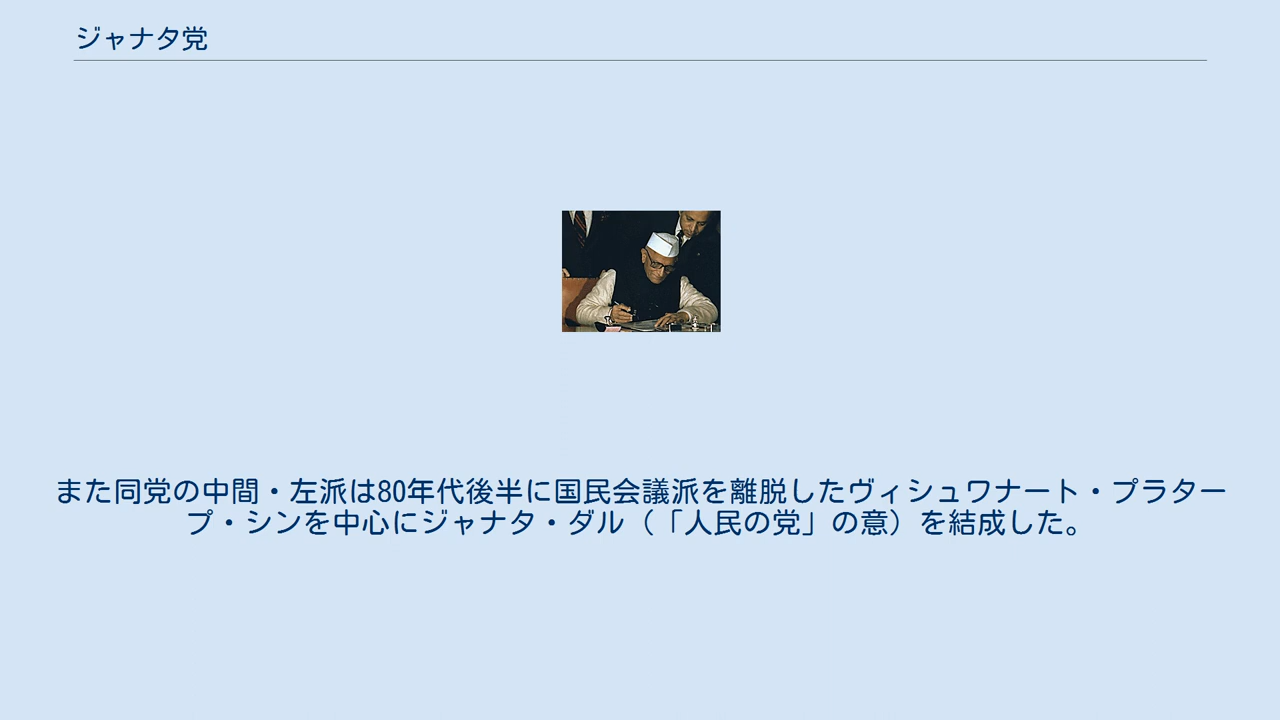 ジャナタ党
また同党の中間・左派は80年代後半に国民会議派を離脱したヴィシュワナート・プラター
プ・シンを中心にジャナタ・ダル（「人民の党」の意）を結成した。